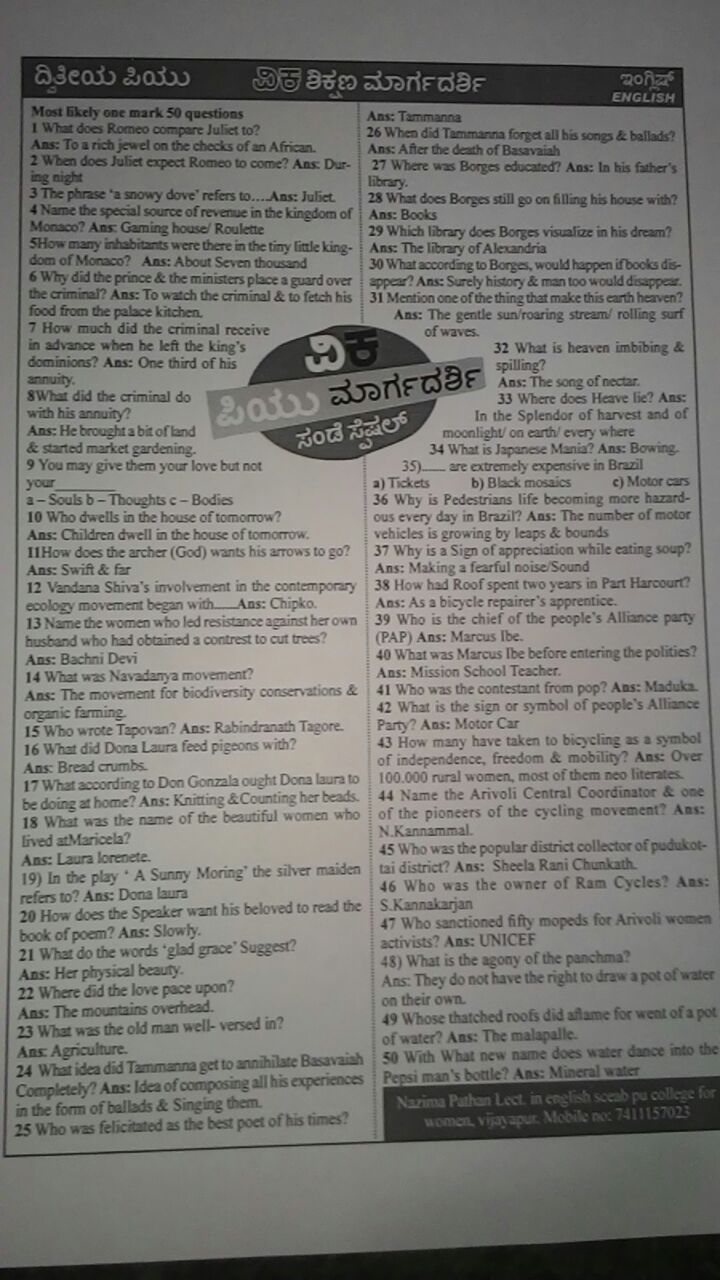 ದ್ವಿತೀಯ ಪಿಯು
ವಿಕ ಶಿಕ್ಷಣ ಮಾರ್ಗದರ್ಶಿ
ಇಂಗ್ಲಿಷ್
ENGLISH
Most likely one mark 50 questions
1 What does Romeo compare Juliet to?
Ans: To a rich jewel on the checks of an African.
2 When does Juliet expect Romeo to come? Ans: Dur-
ing night
3 The phrase ‘a snowy dove’ refers to....Ans: Juliet.
4 Name the special source of revenue in the kingdom of
Monaco? Ans: Gaming house/ Roulette
5How many inhabitants were there in the tiny little king-
dom of Monaco? Ans: About Seven thousand
6 Why did the prince & the ministers place a guard over
the criminal? Ans: To watch the criminal & to fetch his
food from the palace kitchen.
7 How much did the criminal receive
in advance when he left the king's
dominions? Ans: One third of his
annuity.
8What did the criminal do
with his annuity?
Ans: He brought a bit of land
& started market gardening.
9 You may give them your love but not
your________
a – Souls b – Thoughts c – Bodies
10 Who dwells in the house of tomorrow?
Ans: Children dwell in the house of tomorrow.
11How does the archer (God) wants his arrows to go?
Ans: Swift & far
12 Vandana Shiva's involvement in the contemporary
ecology movement began with......Ans: Chipko.
13 Name the women who led resistance against her own
husband who had obtained a contrest to cut trees?
Ans: Bachni Devi
14 What was Navadanya movement?
Ans: The movement for biodiversity conservations &
organic farming.
15 Who wrote Tapovan? Ans: Rabindranath Tagore.
16 What did Dona Laura feed pigeons with?
Ans: Bread crumbs.
17 What according to Don Gonzala ought Dona laura to
be doing at home? Ans: Knitting &Counting her beads.
18 What was the name of the beautiful women who
lived atMaricela?
Ans: Laura lorenete.
19) In the play ‘ A Sunny Moring’ the silver maiden
refers to? Ans: Dona laura
20 How does the Speaker want his beloved to read the
book of poem? Ans: Slowly.
21 What do the words ‘glad grace’ Suggest?
Ans: Her physical beauty.
22 Where did the love pace upon?
Ans: The mountains overhead.
23 What was the old man well- versed in?
Ans: Agriculture.
24 What idea did Tammanna get to annihilate Basavaiah
Completely? Ans: Idea of composing all his experiences
in the form of ballads & Singing them.
25 Who was felicitated as the best poet of his times?
ವಿಕ
ಪಿಯು ಮಾರ್ಗದರ್ಶಿ
ಸಂಡೆ ಸ್ಪೆಷಲ್
Ans: Tammanna
26 When did Tammanna forget all his songs & ballads?
Ans: After the death of Basavaiah
27 Where was Borges educated? Ans: In his father's
library.
28 What does Borges still go on filling his house with?
Ans: Books
29 Which library does Borges visualize in his dream?
Ans: The library of Alexandria
30 What according to Borges, would happen if books dis-
appear? Ans: Surely history & man too would disappear.
31 Mention one of the thing that make this earth heaven?
Ans: The gentle sun/roaring stream/ rolling surf
of waves.
32 What is heaven imbibing &
spilling?
Ans: The song of nectar.
33 Where does Heave lie? Ans:
In the Splendor of harvest and of
moonlight/ on earth/ every where
34 What is Japanese Mania? Ans: Bowing.
35)...... are extremely expensive in Brazil
a) Tickets b) Black mosaics c) Motor cars
36 Why is Pedestrians life becoming more hazard-
ous every day in Brazil? Ans: The number of motor
vehicles is growing by leaps & bounds
37 Why is a Sign of appreciation while eating soup?
Ans: Making a fearful noise/Sound
38 How had Roof spent two years in Part Harcourt?
Ans: As a bicycle repairer's apprentice.
39 Who is the chief of the people's Alliance party
(PAP) Ans: Marcus Ibe.
40 What was Marcus Ibe before entering the polities?
Ans: Mission School Teacher.
41 Who was the contestant from pop? Ans: Maduka.
42 What is the sign or symbol of people's Alliance
Party? Ans: Motor Car
43 How many have taken to bicycling as a symbol
of independence, freedom & mobility? Ans: Over
100.000 rural women, most of them neo literates.
44 Name the Arivoli Central Coordinator & one
of the pioneers of the cycling movement? Ans:
N.Kannammal.
45 Who was the popular district collector of pudukot-
tai district? Ans: Sheela Rani Chunkath.
46 Who was the owner of Ram Cycles? Ans:
S.Kannakarjan
47 Who sanctioned fifty mopeds for Arivoli women
activists? Ans: UNICEF
48) What is the agony of the panchma?
Ans: They do not have the right to draw a pot of water
on their own.
49 Whose thatched roofs did aflame for went of a pot
of water? Ans: The malapalle.
50 With What new name does water dance into the
Pepsi man's bottle? Ans: Mineral water
Nazima Pathan Lect. in english sceab pu college for
women, vijayapur. Mobile no: 7411157023